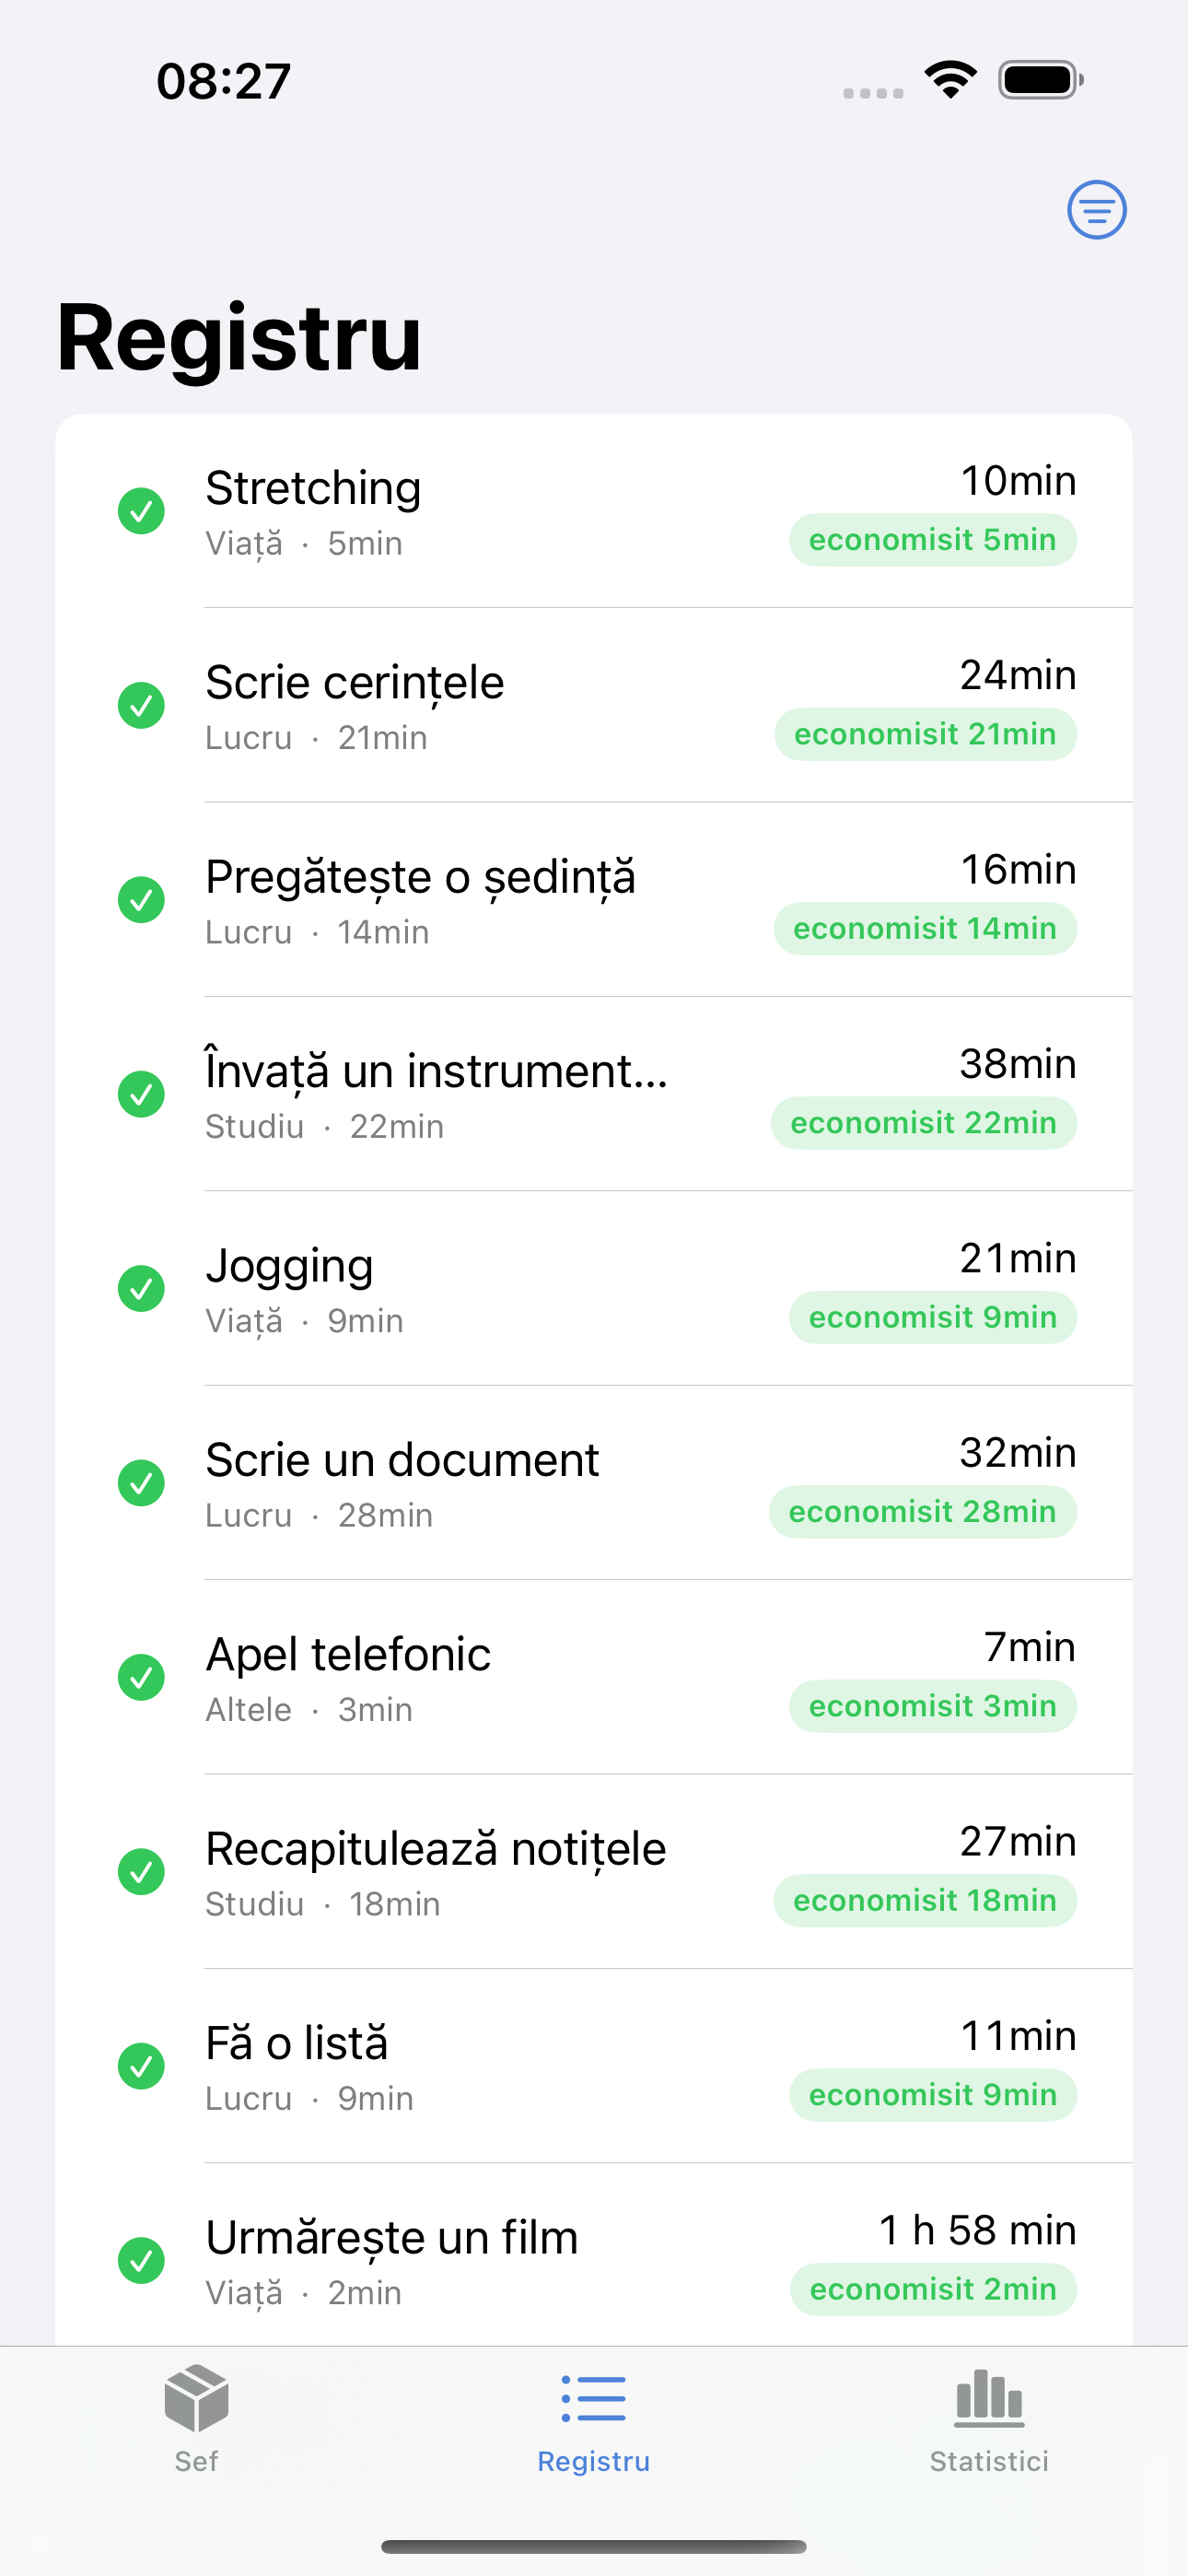 08:27
Registru
Stretching
10min
Viață · 5min
economisit 5min
Scrie cerințele
24min
Lucru · 21min
economisit 21min
Pregătește o ședință
16min
Lucru · 14min
economisit 14min
Învață un instrument...
38min
Studiu · 22min
economisit 22min
Jogging
21min
Viață · 9min
economisit 9min
Scrie un document
32min
Lucru · 28min
economisit 28min
Apel telefonic
7min
Altele · 3min
economisit 3min
Recapitulează notițele
27min
Studiu · 18min
economisit 18min
Fă o listă
11min
Lucru · 9min
economisit 9min
Urmărește un film
1 h 58 min
Viață · 2min
economisit 2min
Sef
Registru
Statistici